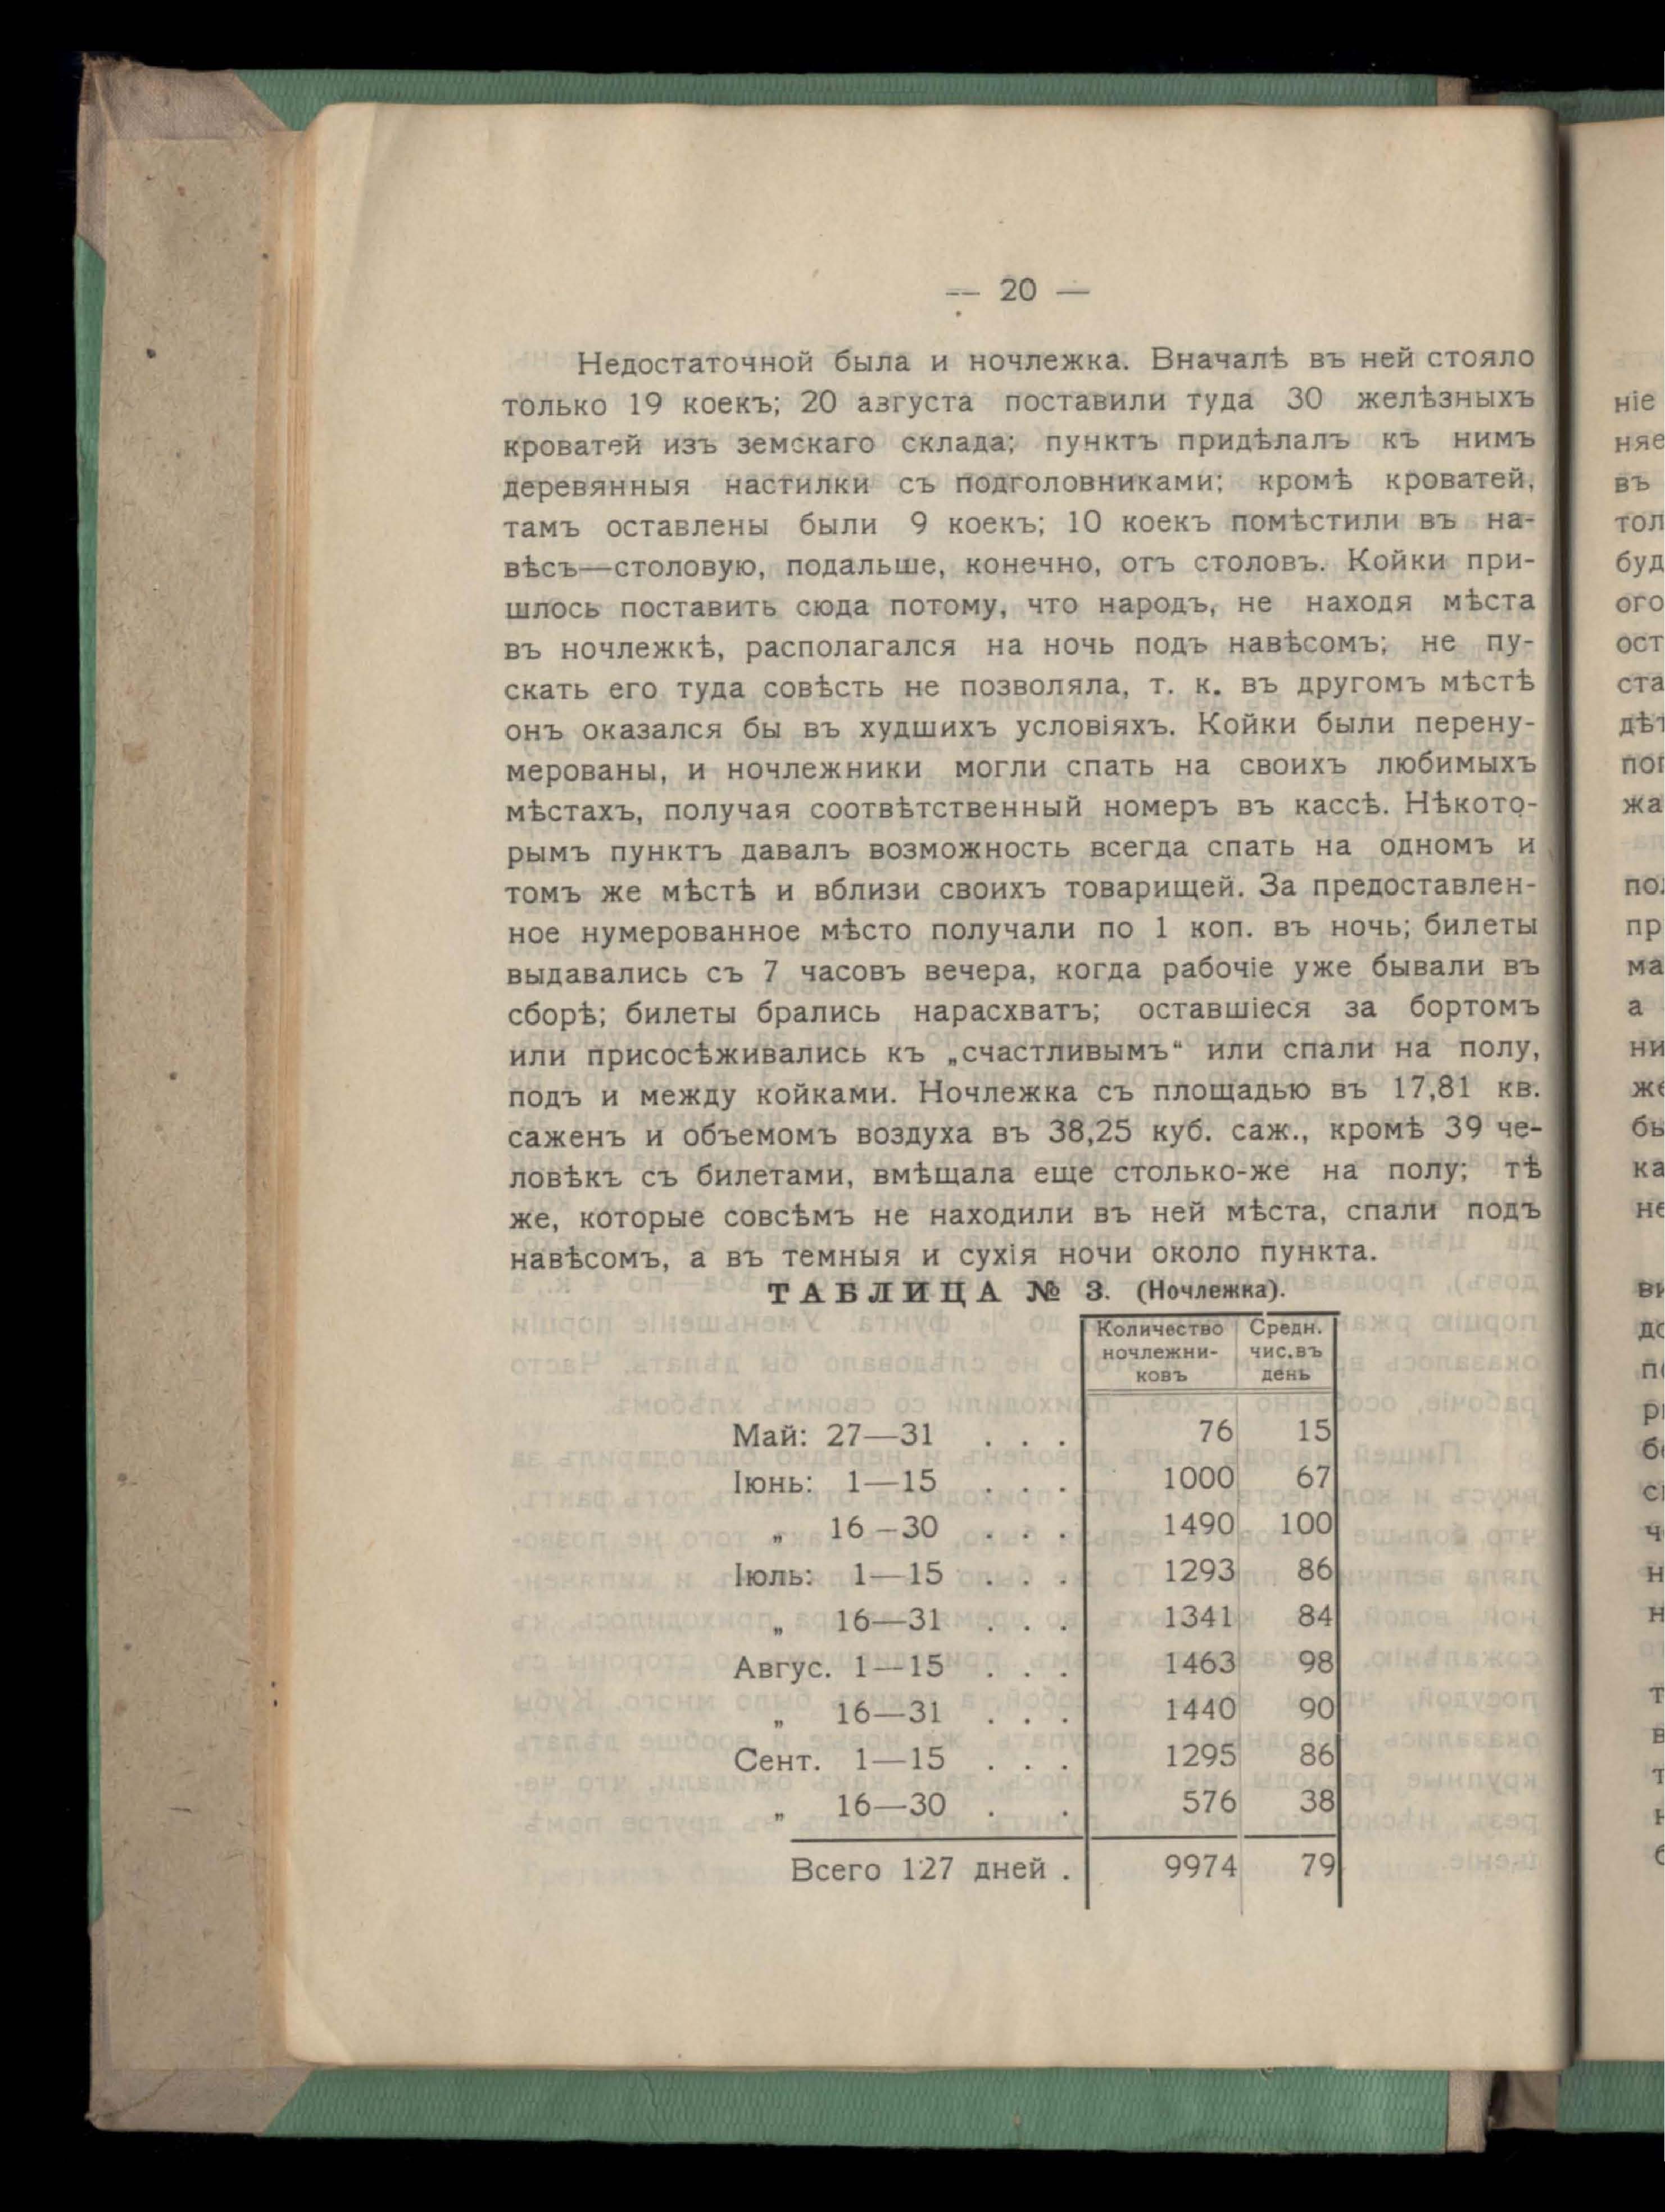 — 20 —
Недостаточной была и ночлежка. Вначалѣ въ ней стояло
только 19 коекъ; 20 августа поставили туда 30 желѣзныхъ
кроватей изъ земскаго склада; пунктъ придѣлалъ къ нимъ
деревянныя настилки съ подголовниками; кромѣ кроватей,
тамъ оставлены были 9 коекъ; 10 коекъ помѣстили въ на-
вѣсъ—столовую, подальше, конечно, отъ столовъ. Койки при-
шлось поставить сюда потому, что народъ, не находя мѣста
въ ночлежкѣ, располагался на ночь подъ навѣсомъ; не пу-
скать его туда совѣсть не позволяла, т. к. въ другомъ мѣстѣ
онъ оказался бы въ худшихъ условіяхъ. Койки были перену-
мерованы, и ночлежники могли спать на своихъ любимыхъ
мѣстахъ, получая соотвѣтственный номеръ въ кассѣ. Нѣкото-
рымъ пунктъ давалъ возможность всегда спать на одномъ и
томъ же мѣстѣ и вблизи своихъ товарищей. За предоставлен-
ное нумерованное мѣсто получали по 1 коп. въ ночь; билеты
выдавались съ 7 часовъ вечера, когда рабочіе уже бывали въ
сборѣ; билеты брались нарасхватъ; оставшіеся за бортомъ
или присосѣживались къ „счастливымъ“ или спали на полу,
подъ и между койками. Ночлежка съ площадью въ 17,81 кв.
саженъ и объемомъ воздуха въ 38,25 куб. саж., кромѣ 39 че-
ловѣкъ съ билетами, вмѣщала еще столько-же на полу; тѣ
же, которые совсѣмъ не находили въ ней мѣста, спали подъ
навѣсомъ, а въ темныя и сухія ночи около пункта.
ТАБЛИЦА № 3. (Ночлежка).
Количество ночлежни- ковъ Средн. чис. въ день
Май: 27—31 . . . 76 15
Іюнь: 1—15 . . . 1000 67
„ 16—30 . . . 1490 100
Іюль: 1—15 . . . 1293 86
„ 16—31 . . . 1341 84
Авгус. 1—15 . . . 1463 98
„ 16—31 . . . 1440 90
Сент. 1—15 . . . 1295 86
„ 16—30 . . 576 38
Всего 127 дней . 9974 79